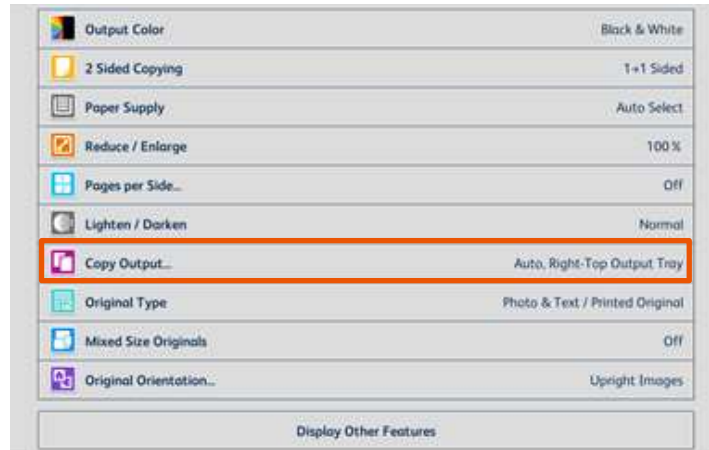 Output Color Black & White
2 Sided Copying 1→1 Sided
Paper Supply Auto Select
Reduce / Enlarge 100 %
Pages per Side... Off
Lighten / Darken Normal
Copy Output... Auto, Right-Top Output Tray
Original Type Photo & Text / Printed Original
Mixed Size Originals Off
Original Orientation... Upright Images
Display Other Features